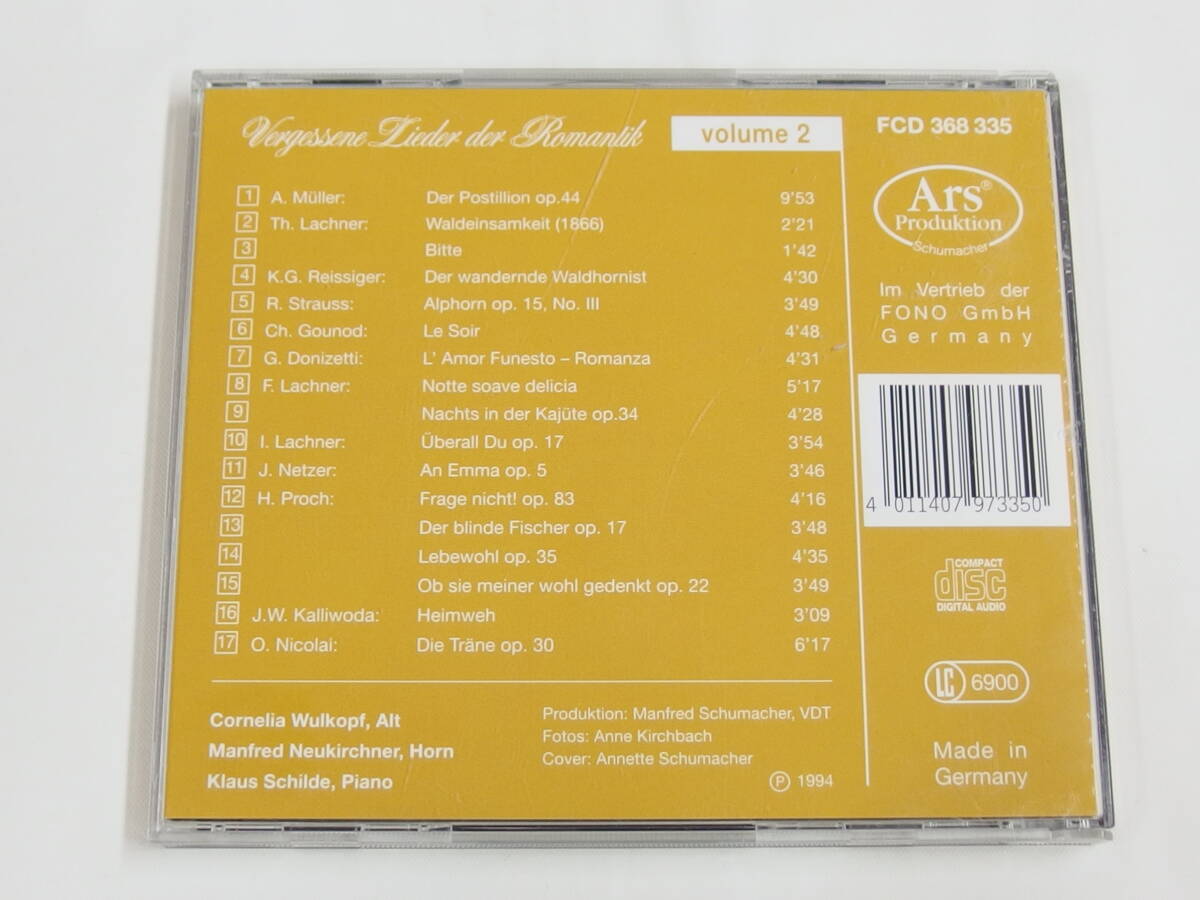 Vergessene Lieder der Romantik volume 2
1 A. Müller: Der Postillion op.44 9'53
2 Th. Lachner: Waldeinsamkeit (1866) 2'21
3 Bitte 1'42
4 K.G. Reissiger: Der wandernde Waldhornist 4'30
5 R. Strauss: Alphorn op. 15, No. III 3'49
6 Ch. Gounod: Le Soir 4'48
7 G. Donizetti: L' Amor Funesto – Romanza 4'31
8 F. Lachner: Notte soave delicia 5'17
9 Nachts in der Kajüte op.34 4'28
10 I. Lachner: Überall Du op. 17 3'54
11 J. Netzer: An Emma op. 5 3'46
12 H. Proch: Frage nicht! op. 83 4'16
13 Der blinde Fischer op. 17 3'48
14 Lebewohl op. 35 4'35
15 Ob sie meiner wohl gedenkt op. 22 3'49
16 J.W. Kalliwoda: Heimweh 3'09
17 O. Nicolai: Die Träne op. 30 6'17
Cornelia Wulkopf, Alt
Manfred Neukirchner, Horn
Klaus Schilde, Piano
Produktion: Manfred Schumacher, VDT
Fotos: Anne Kirchbach
Cover: Annette Schumacher
℗ 1994
FCD 368 335
Ars®
Produktion
Schumacher
Im Vertrieb der
FONO GmbH
Germany
4 011407 973350
COMPACT
disc
DIGITAL AUDIO
LC 6900
Made in
Germany